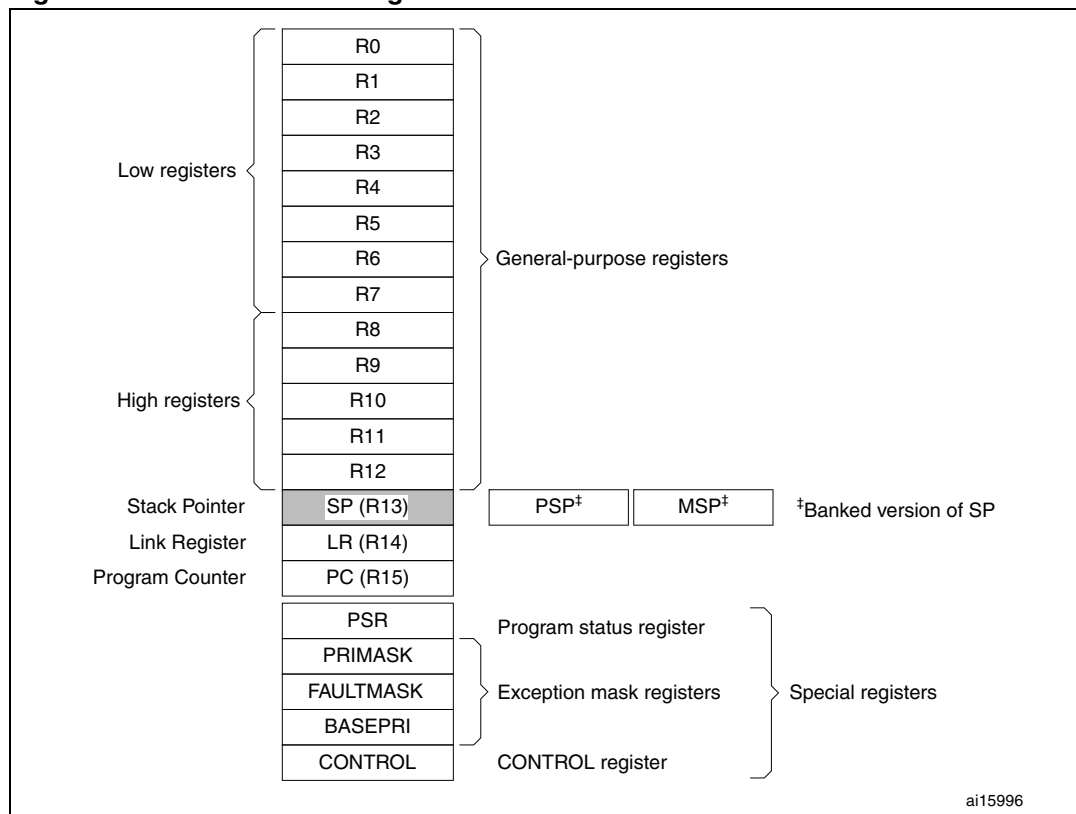 R0
R1
R2
R3
Low registers
R4
R5
R6
General-purpose registers
R7
R8
R9
High registers
R10
R11
R12
Stack Pointer SP (R13) PSP‡ MSP‡ ‡Banked version of SP
Link Register LR (R14)
Program Counter PC (R15)
PSR Program status register
PRIMASK
FAULTMASK Exception mask registers Special registers
BASEPRI
CONTROL CONTROL register
ai15996